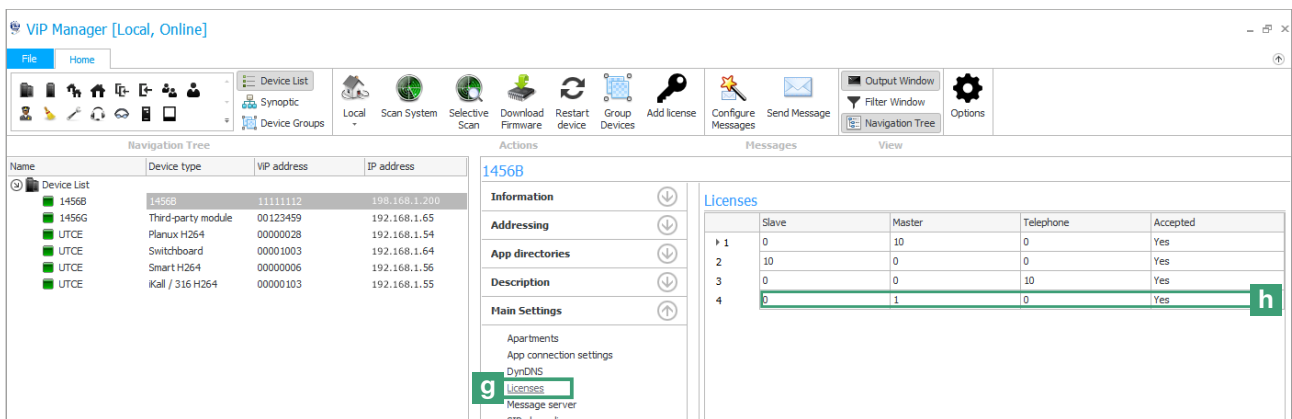 ViP Manager [Local, Online]
File Home
Device List
Synoptic
Device Groups
Local
Scan System
Selective Scan
Download Firmware
Restart device
Group Devices
Add license
Configure Messages
Send Message
Output Window
Filter Window
Navigation Tree
Options
Navigation Tree Actions Messages View
Name Device type ViP address IP address
Device List
1456B 1456B 11111112 198.168.1.200
1456G Third-party module 00123459 192.168.1.65
UTCE Planux H264 00000028 192.168.1.54
UTCE Switchboard 00001003 192.168.1.64
UTCE Smart H264 00000006 192.168.1.56
UTCE iKall / 316 H264 00000103 192.168.1.55
1456B
Information
Addressing
App directories
Description
Main Settings
Apartments
App connection settings
DynDNS
g Licenses
Message server
Licenses
Slave Master Telephone Accepted
1 0 10 0 Yes
2 10 0 0 Yes
3 0 0 10 Yes
4 0 1 0 Yes h